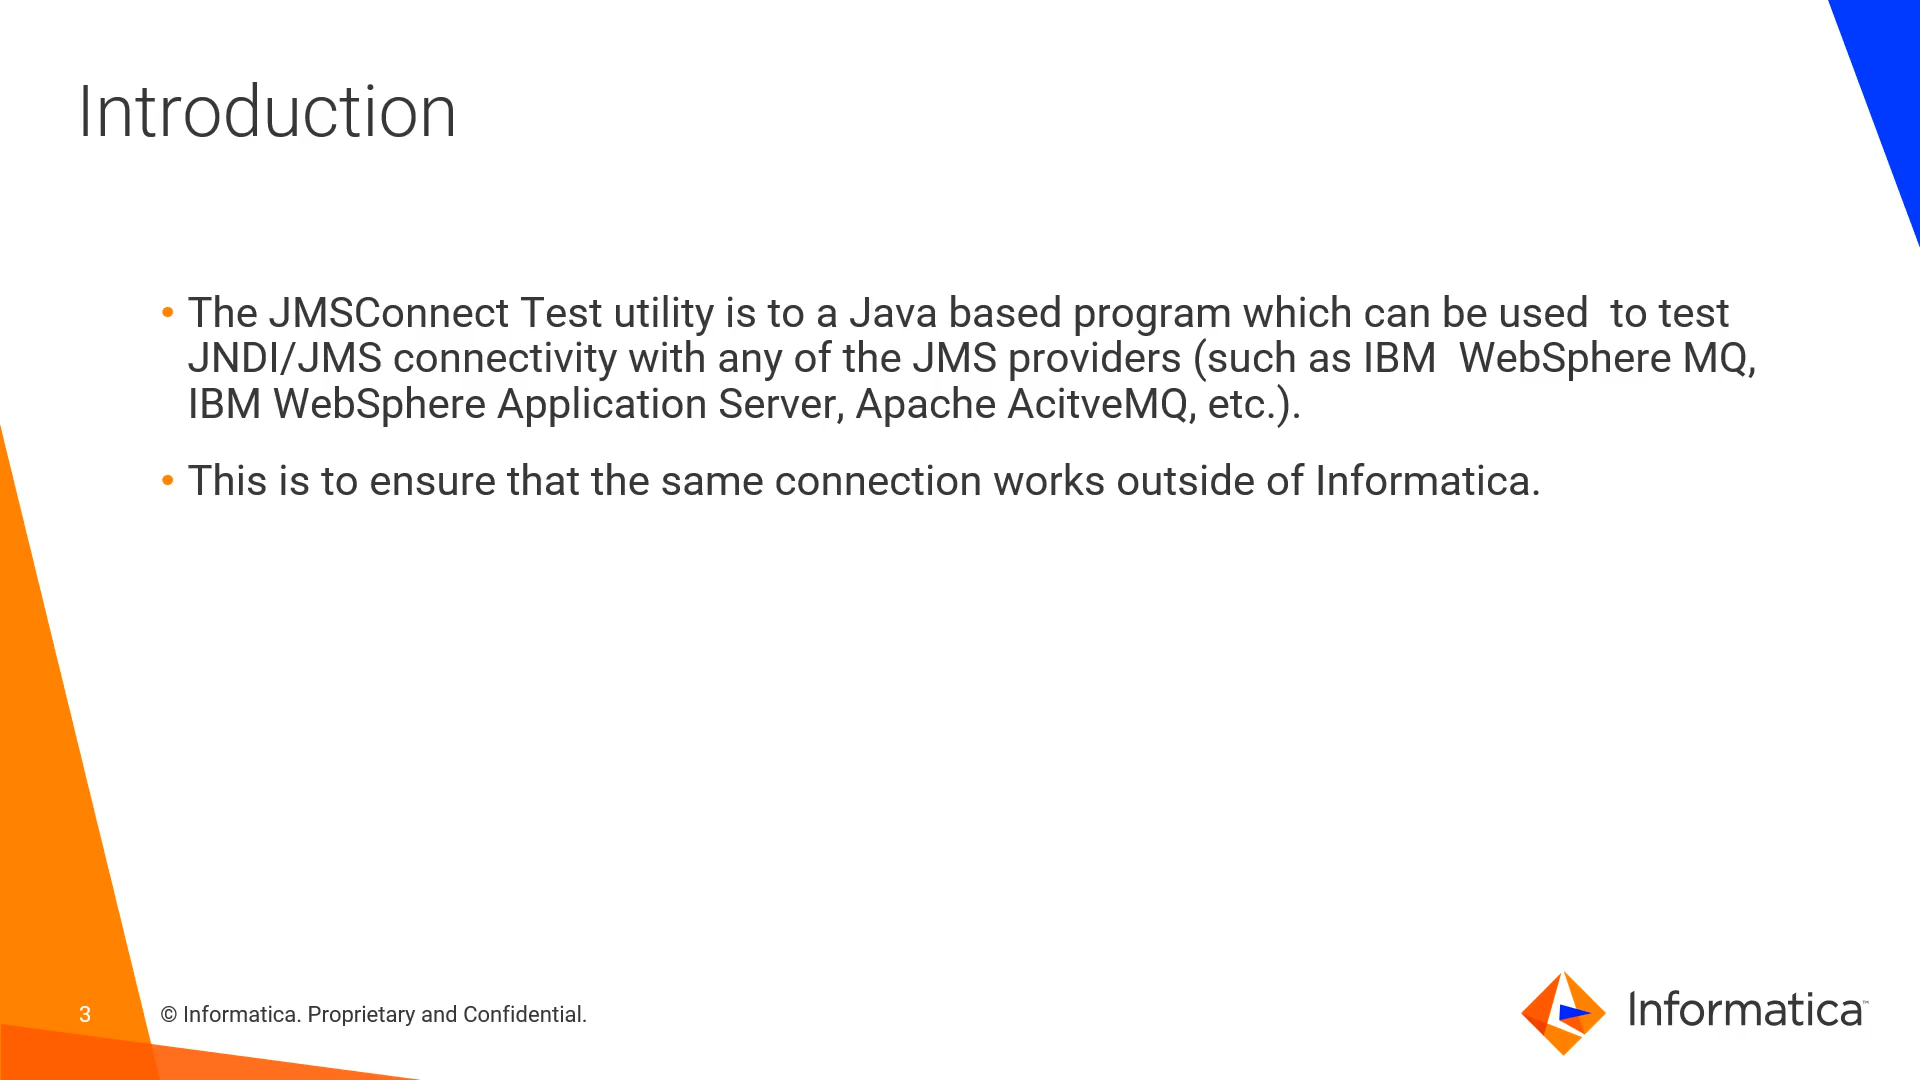 Introduction
• The JMSConnect Test utility is to a Java based program which can be used  to test
JNDI/JMS connectivity with any of the JMS providers (such as IBM  WebSphere MQ,
IBM WebSphere Application Server, Apache AcitveMQ, etc.).
• This is to ensure that the same connection works outside of Informatica.
3
© Informatica. Proprietary and Confidential.
Informatica™